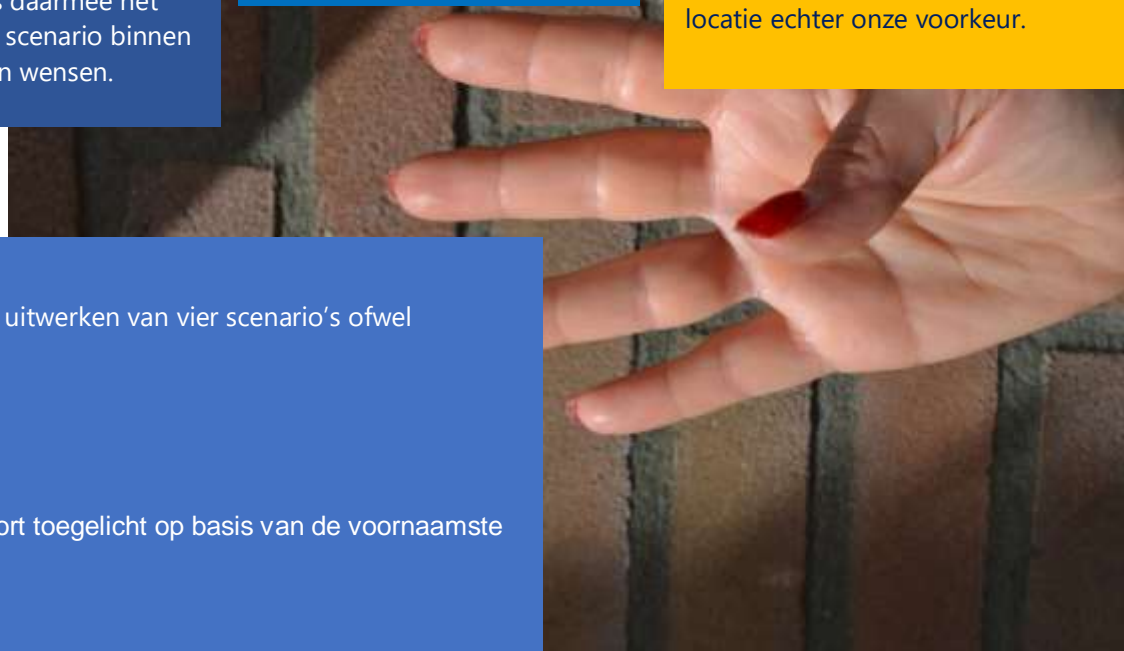 s daarmee het
scenario binnen
n wensen.
locatie echter onze voorkeur.
uitwerken van vier scenario's ofwel
ort toegelicht op basis van de voornaamste